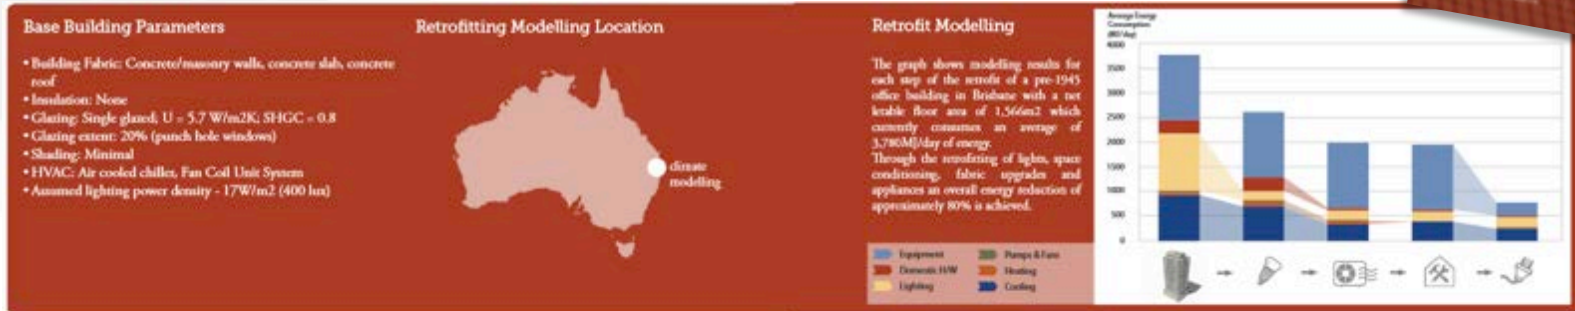 Base Building Parameters
• Building Fabric: Concrete/masonry walls, concrete slab, concrete
roof
• Insulation: None
• Glazing: Single glazed, U = 5.7 W/m2K; SHGC = 0.8
• Glazing extent: 20% (punch hole windows)
• Shading: Minimal
• HVAC: Air cooled chiller, Fan Coil Unit System
• Assumed lighting power density - 17W/m2 (400 lux)
Retrofitting Modelling Location
climate
modelling
Retrofit Modelling
The graph shows modelling results for
each step of the retrofit of a pre-1945
office building in Brisbane with a net
letable floor area of 1,566m2 which
currently consumes an average of
3,780MJ/day of energy.
Through the retrofitting of lights, space
conditioning, fabric upgrades and
appliances an overall energy reduction of
approximately 80% is achieved.
Equipment
Domestic H/W
Lighting
Pumps & Fans
Heating
Cooling
Average Energy
Consumption
(MJ/day)
4000
3500
3000
2500
2000
1500
1000
500
0